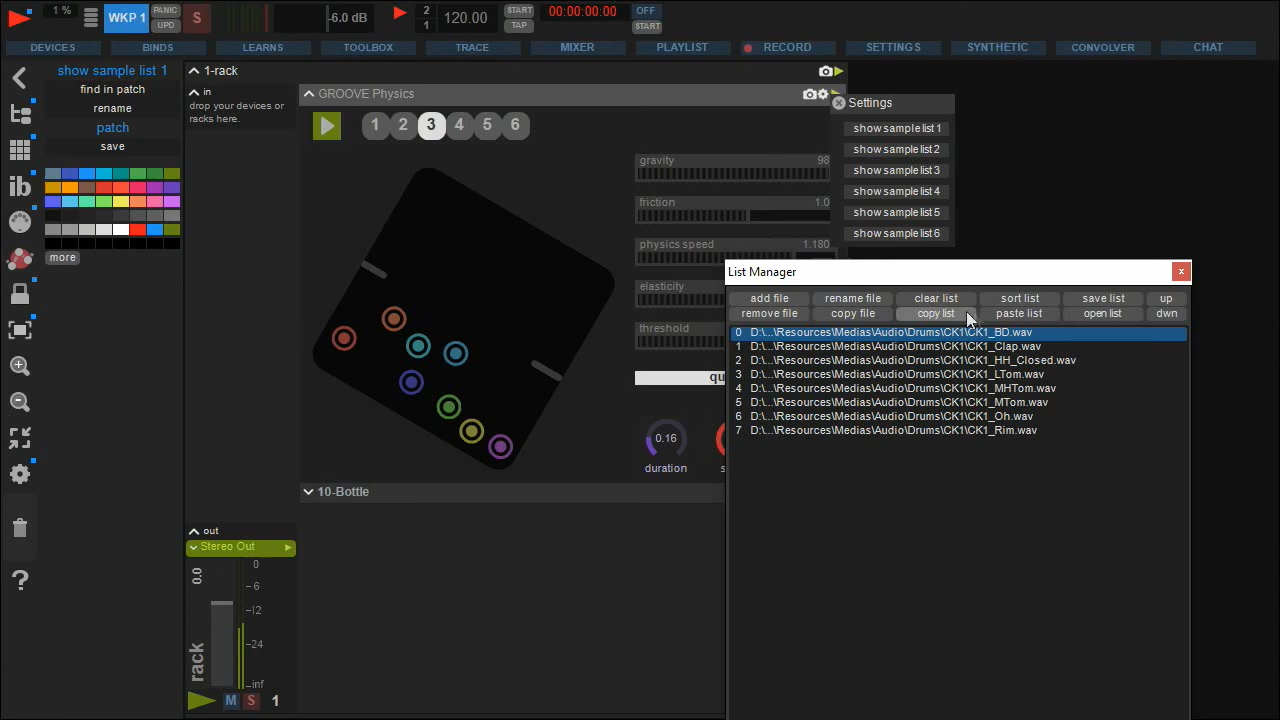 1 %
WKP 1
PANIC
UPD
S
-6.0 dB
2
1
120.00
START
TAP
00:00:00:00
OFF
START
DEVICES
BINDS
LEARNS
TOOLBOX
TRACE
MIXER
PLAYLIST
RECORD
SETTINGS
SYNTHETIC
CONVOLVER
CHAT
show sample list 1
find in patch
rename
patch
save
more
ib
?
1-rack
in
drop your devices or
racks here.
GROOVE Physics
1 2 3 4 5 6
gravity 98
friction 1.0
physics speed 1.180
elasticity
threshold
qu
0.16
duration
s
10-Bottle
out
Stereo Out
0.0
0
-6
-12
-24
-inf
rack
M S 1
Settings
show sample list 1
show sample list 2
show sample list 3
show sample list 4
show sample list 5
show sample list 6
List Manager
x
add file rename file clear list sort list save list up
remove file copy file copy list paste list open list dwn
0 D:\...\Resources\Medias\Audio\Drums\CK1\CK1_BD.wav
1 D:\...\Resources\Medias\Audio\Drums\CK1\CK1_Clap.wav
2 D:\...\Resources\Medias\Audio\Drums\CK1\CK1_HH_Closed.wav
3 D:\...\Resources\Medias\Audio\Drums\CK1\CK1_LTom.wav
4 D:\...\Resources\Medias\Audio\Drums\CK1\CK1_MHTom.wav
5 D:\...\Resources\Medias\Audio\Drums\CK1\CK1_MTom.wav
6 D:\...\Resources\Medias\Audio\Drums\CK1\CK1_Oh.wav
7 D:\...\Resources\Medias\Audio\Drums\CK1\CK1_Rim.wav